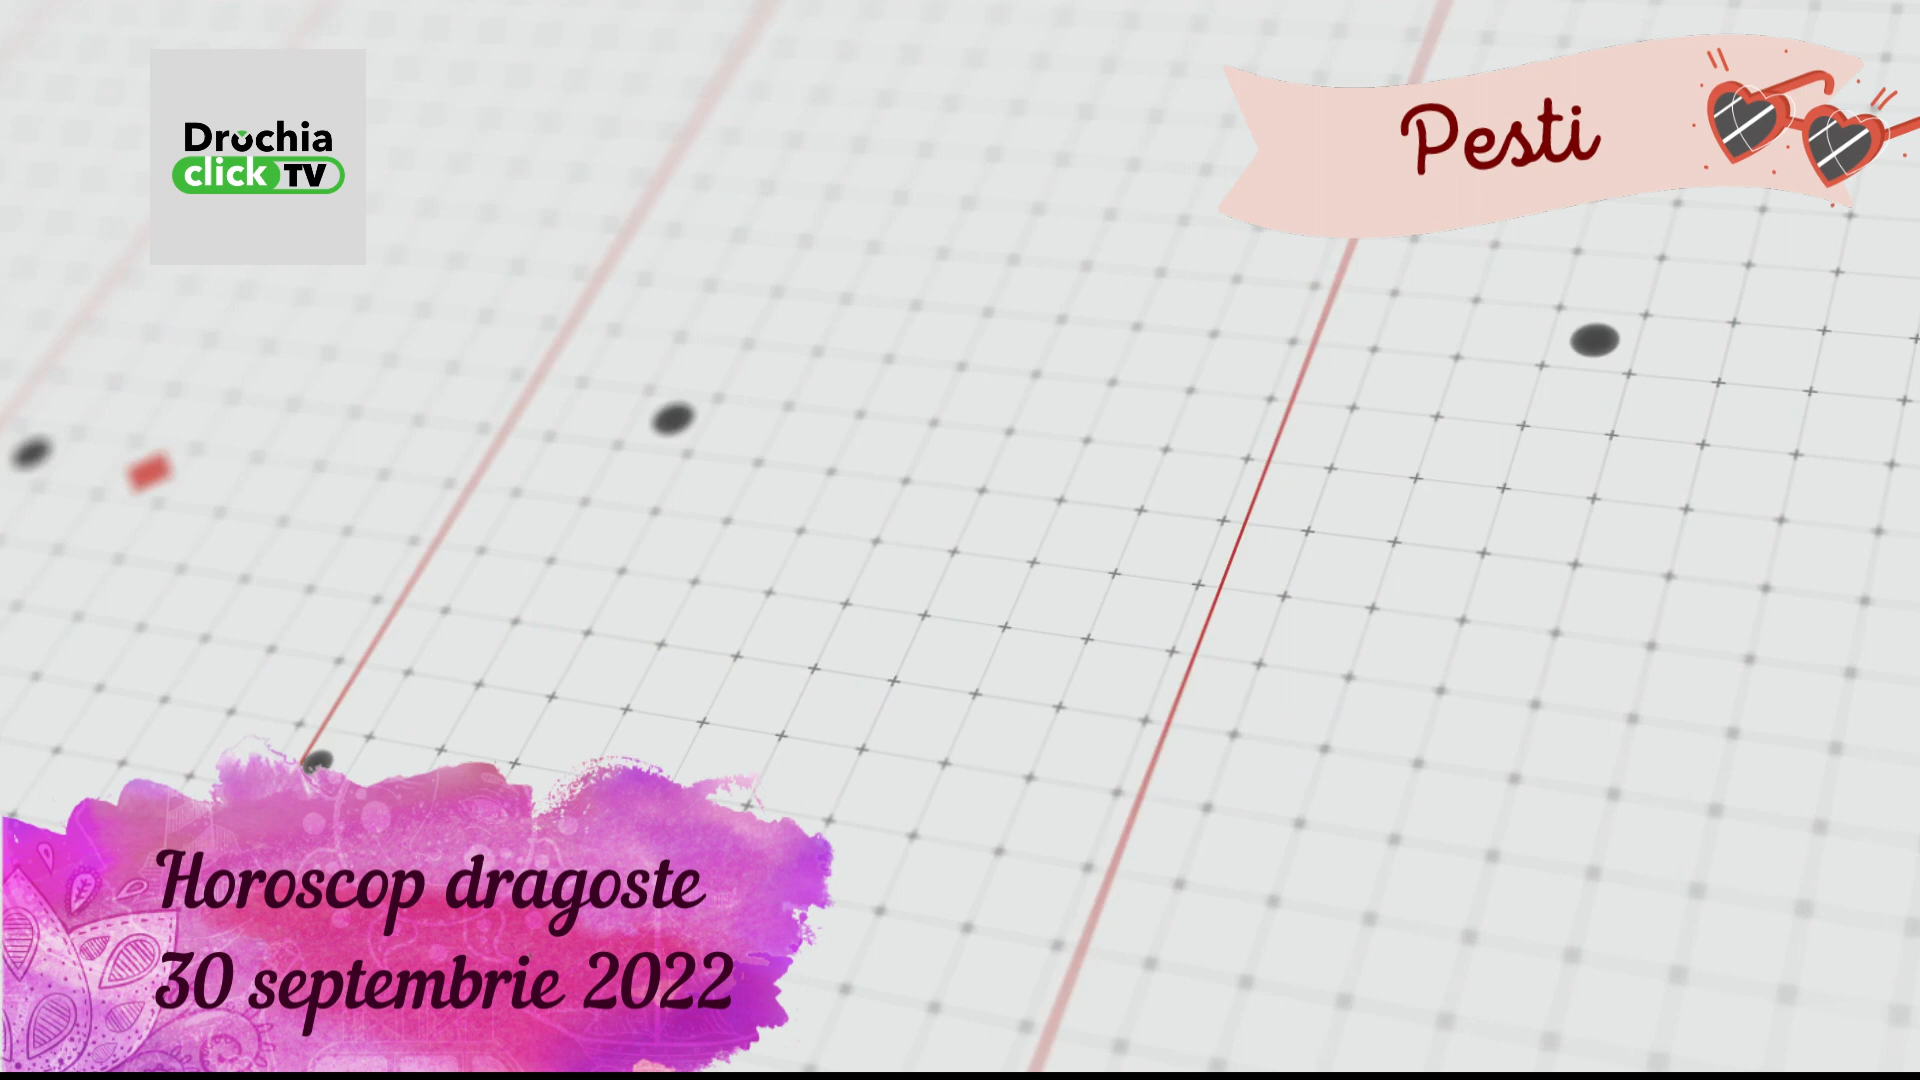 Drochia
click TV
Pesti
Horoscop dragoste
30 septembrie 2022